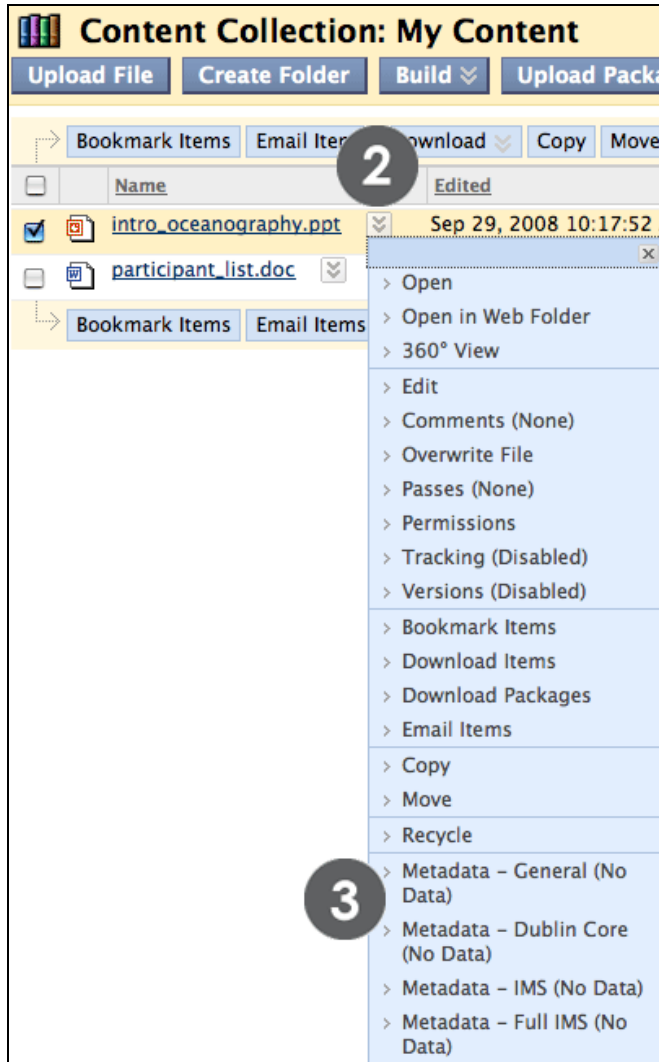 Content Collection: My Content
Upload File Create Folder Build Upload Packa
Bookmark Items Email Iten 2 ownload Copy Move
Name Edited
intro_oceanography.ppt Sep 29, 2008 10:17:52
participant_list.doc
Bookmark Items Email Items
> Open
> Open in Web Folder
> 360° View
> Edit
> Comments (None)
> Overwrite File
> Passes (None)
> Permissions
> Tracking (Disabled)
> Versions (Disabled)
> Bookmark Items
> Download Items
> Download Packages
> Email Items
> Copy
> Move
> Recycle
3 > Metadata – General (No
Data)
> Metadata – Dublin Core
(No Data)
> Metadata – IMS (No Data)
> Metadata – Full IMS (No
Data)